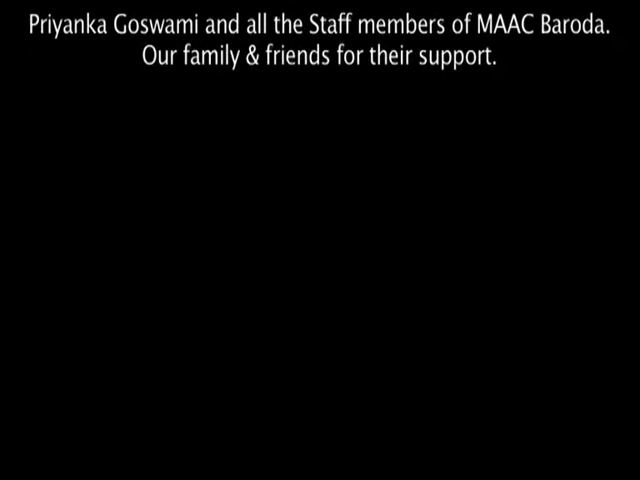 Priyanka Goswami and all the Staff members of MAAC Baroda.
Our family & friends for their support.